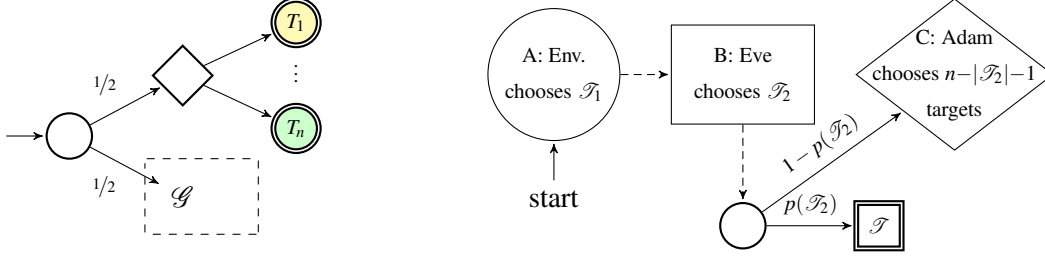 T₁
1/2
⋮
Tₙ
1/2
𝒢
A: Env.
chooses 𝒯₁
start
B: Eve
chooses 𝒯₂
C: Adam
chooses n−|𝒯₂|−1
targets
1 − p(𝒯₂)
p(𝒯₂)
𝒯